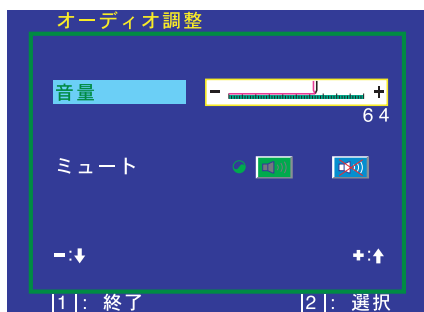 オーディオ調整
音量 - +
64
ミュート
-:⬇ +:⬆
|1|: 終了 |2|: 選択